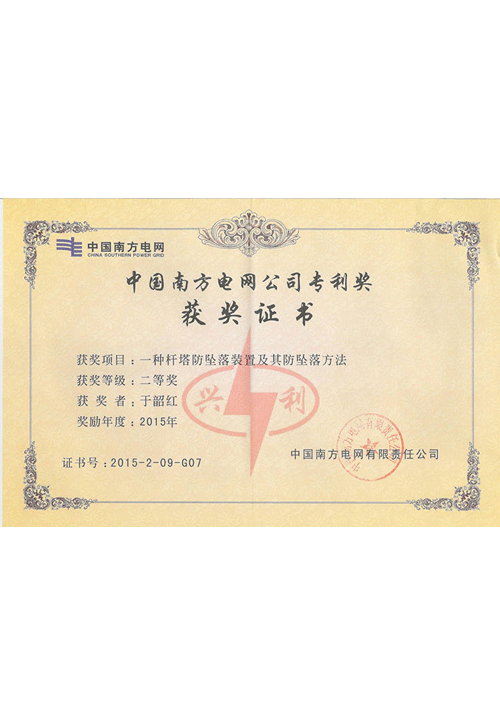 中国南方电网
CHINA SOUTHERN POWER GRID
中国南方电网公司专利奖
获奖证书
获奖项目：一种杆塔防坠落装置及其防坠落方法
获奖等级：二等奖
获 奖 者：于韶红
奖励年度：2015年
兴 利
证书号：2015-2-09-G07
中国南方电网有限责任公司